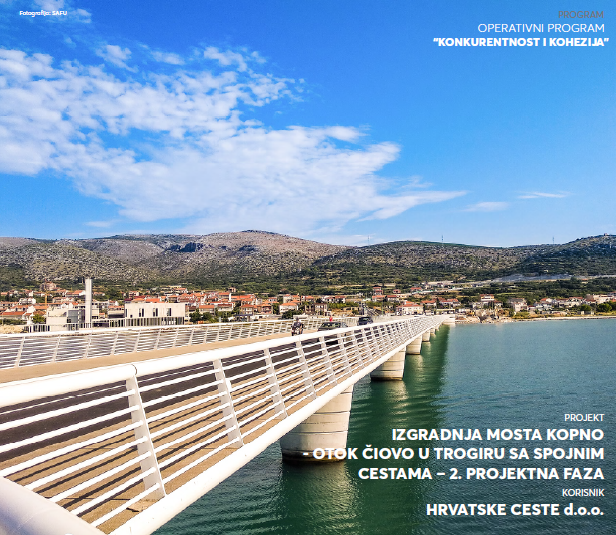 Fotografija: SAFU
PROGRAM
OPERATIVNI PROGRAM
"KONKURENTNOST I KOHEZIJA"
PROJEKT
IZGRADNJA MOSTA KOPNO
- OTOK ČIOVO U TROGIRU SA SPOJNIM
CESTAMA – 2. PROJEKTNA FAZA
KORISNIK
HRVATSKE CESTE d.o.o.